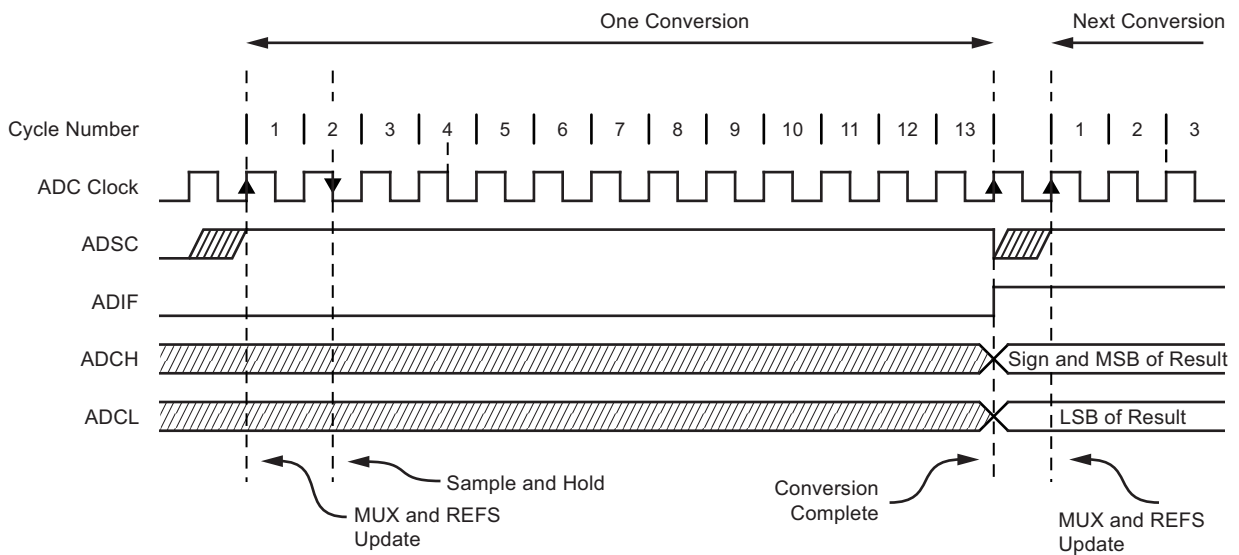 One Conversion
Next Conversion
Cycle Number 1 2 3 4 5 6 7 8 9 10 11 12 13 1 2 3
ADC Clock
ADSC
ADIF
ADCH Sign and MSB of Result
ADCL LSB of Result
Sample and Hold
MUX and REFS
Update
Conversion
Complete
MUX and REFS
Update